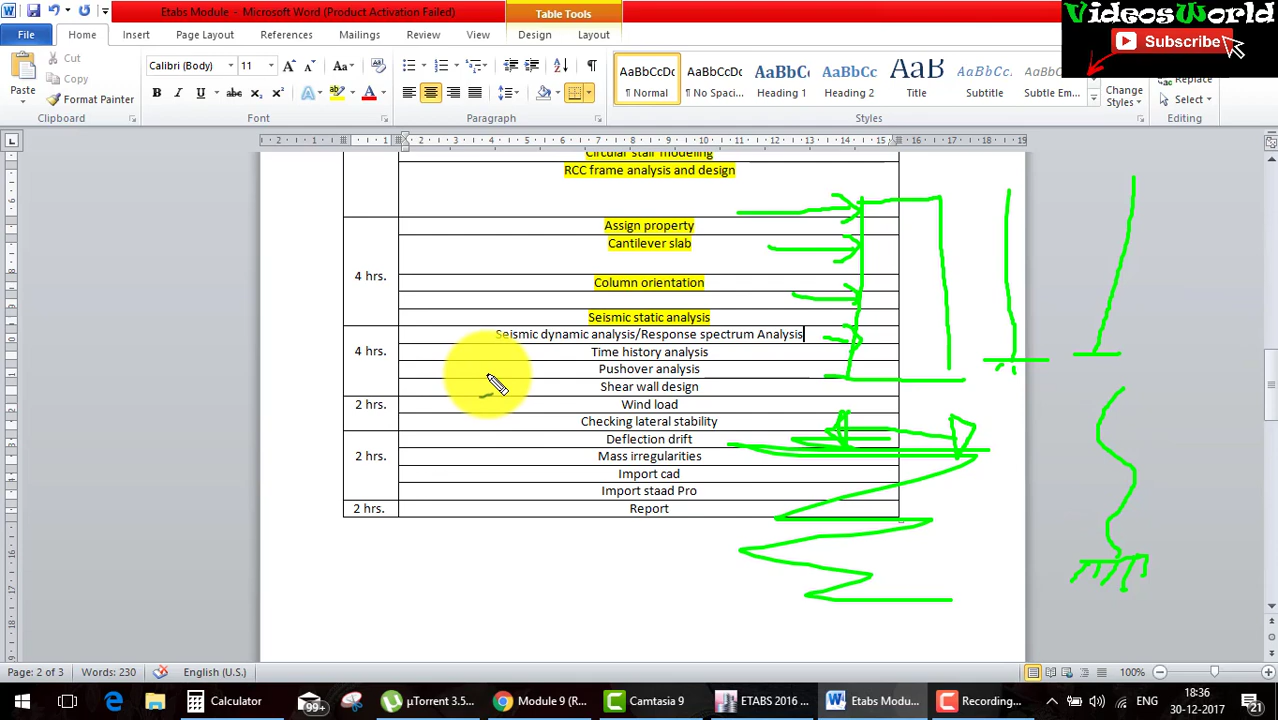 Etabs Module - Microsoft Word (Product Activation Failed)
Table Tools
VideosWorld
Subscribe
File
Home
Insert
Page Layout
References
Mailings
Review
View
Design
Layout
Paste
Cut
Copy
Format Painter
Clipboard
Calibri (Body)
11
Font
Paragraph
AaBbCcDc
¶ Normal
AaBbCcDc
¶ No Spaci...
AaBbCc
Heading 1
AaBbCc
Heading 2
AaB
Title
AaBbCc
Subtitle
AaBbCcDc
Subtle Em...
Change
Styles
Styles
Replace
Select
Editing
Circular stair modeling
RCC frame analysis and design
4 hrs.
Assign property
Cantilever slab
Column orientation
Seismic static analysis
4 hrs.
Seismic dynamic analysis/Response spectrum Analysis
Time history analysis
Pushover analysis
Shear wall design
2 hrs.
Wind load
Checking lateral stability
2 hrs.
Deflection drift
Mass irregularities
Import cad
Import staad Pro
2 hrs.
Report
Page: 2 of 3
Words: 230
English (U.S.)
100%
Calculator
99+
µTorrent 3.5...
Module 9 (R...
Camtasia 9
ETABS 2016 ...
Etabs Modu...
Recording...
ENG
18:36
30-12-2017
21